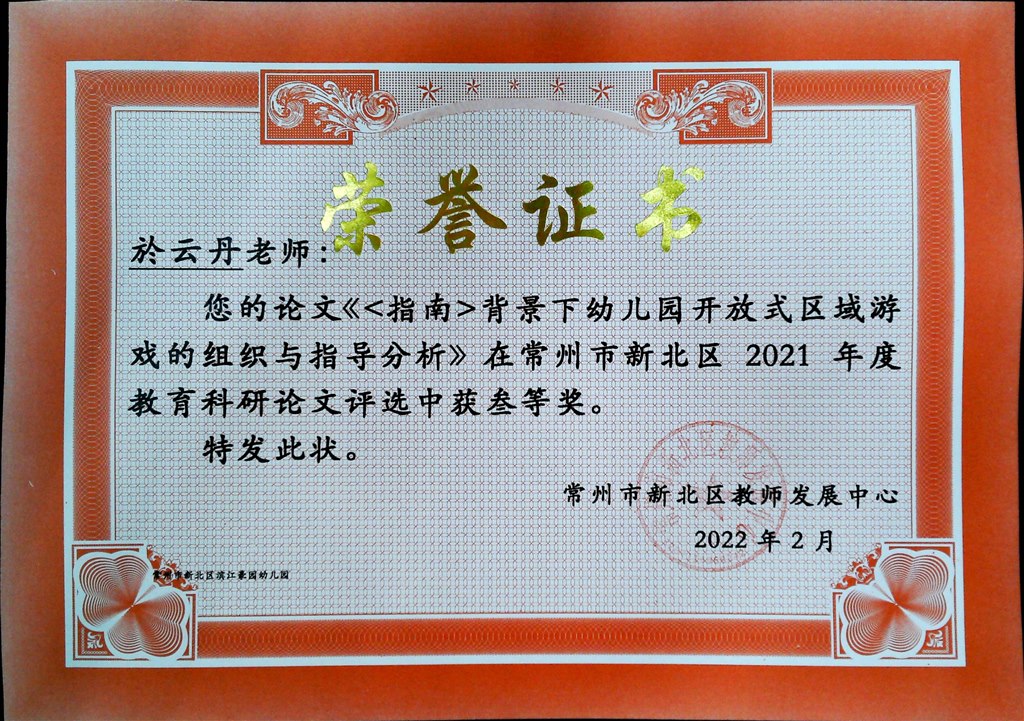 荣誉证书
於云丹老师：
您的论文《<指南>背景下幼儿园开放式区域游
戏的组织与指导分析》在常州市新北区 2021 年度
教育科研论文评选中获叁等奖。
特发此状。
常州市新北区教师发展中心
2022 年 2 月
常州市新北区滨江豪园幼儿园